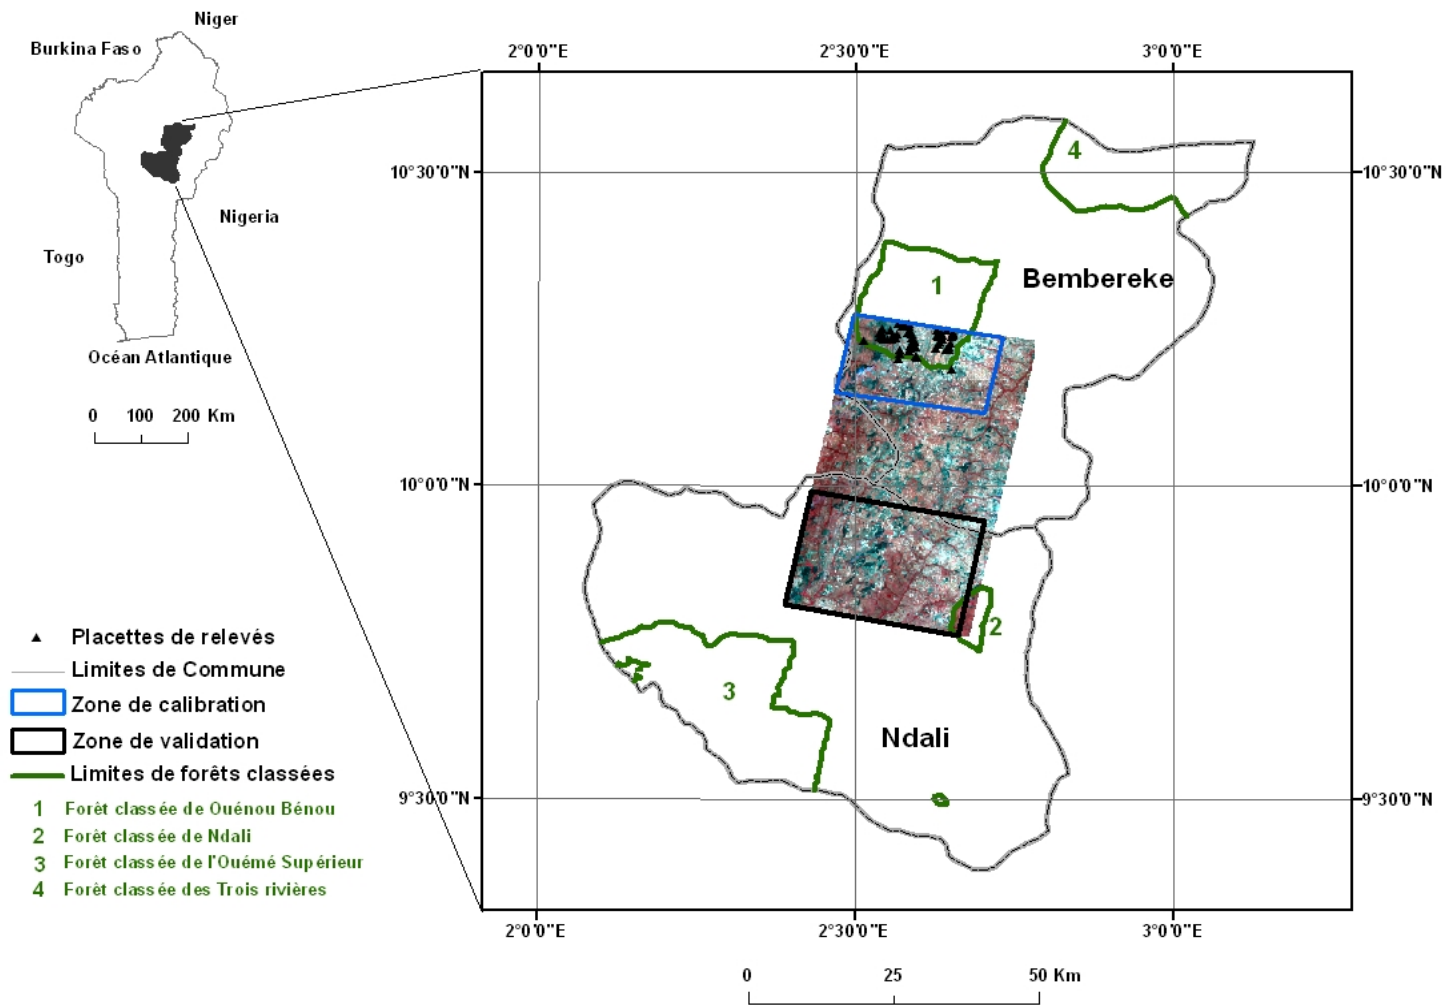 Niger
Burkina Faso
Nigeria
Togo
Océan Atlantique
0 100 200 Km
2°0'0"E 2°30'0"E 3°0'0"E
10°30'0"N 10°30'0"N
4
1
Bembereke
10°0'0"N 10°0'0"N
2
3
Ndali
9°30'0"N 9°30'0"N
2°0'0"E 2°30'0"E 3°0'0"E
0 25 50 Km
Placettes de relevés
Limites de Commune
Zone de calibration
Zone de validation
Limites de forêts classées
1 Forêt classée de Ouénou Bénou
2 Forêt classée de Ndali
3 Forêt classée de l'Ouémé Supérieur
4 Forêt classée des Trois rivières